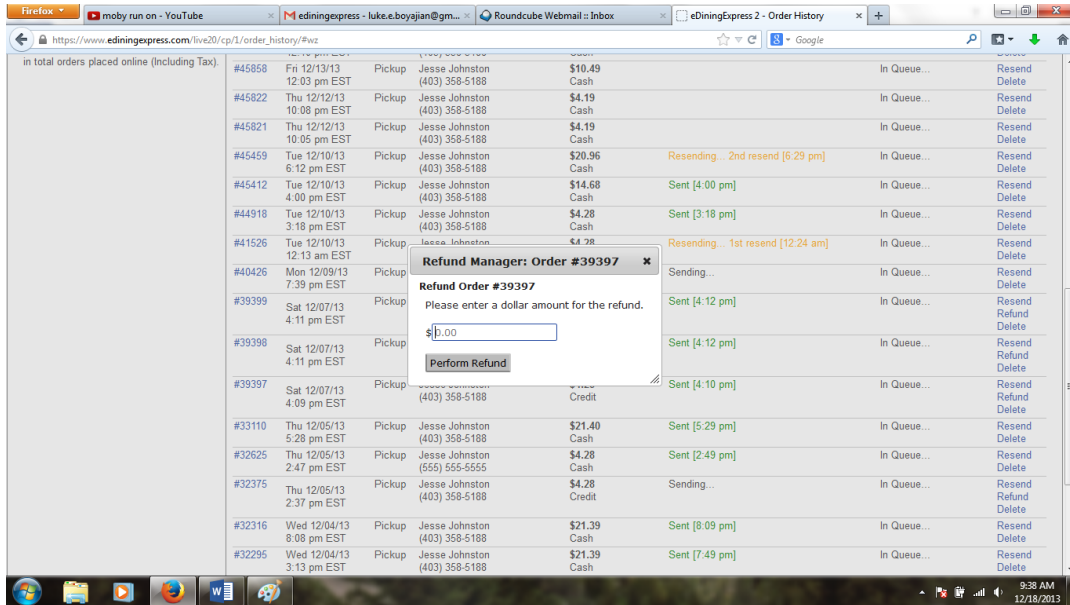 Firefox
moby run on - YouTube
ediningexpress - luke.e.boyajian@gm...
Roundcube Webmail :: Inbox
eDiningExpress 2 - Order History
https://www.ediningexpress.com/live20/cp/1/order_history/#wz
Google
in total orders placed online (Including Tax).
#45858 Fri 12/13/13 Pickup Jesse Johnston $10.49 In Queue... Resend
12:03 pm EST (403) 358-5188 Cash Delete
#45822 Thu 12/12/13 Pickup Jesse Johnston $4.19 In Queue... Resend
10:08 pm EST (403) 358-5188 Cash Delete
#45821 Thu 12/12/13 Pickup Jesse Johnston $4.19 In Queue... Resend
10:05 pm EST (403) 358-5188 Cash Delete
#45459 Tue 12/10/13 Pickup Jesse Johnston $20.96 Resending... 2nd resend [6:29 pm] In Queue... Resend
6:12 pm EST (403) 358-5188 Cash Delete
#45412 Tue 12/10/13 Pickup Jesse Johnston $14.68 Sent [4:00 pm] In Queue... Resend
4:00 pm EST (403) 358-5188 Cash Delete
#44918 Tue 12/10/13 Pickup Jesse Johnston $4.28 Sent [3:18 pm] In Queue... Resend
3:18 pm EST (403) 358-5188 Cash Delete
#41526 Tue 12/10/13 Pickup Jesse Johnston $4.28 Resending... 1st resend [12:24 am] In Queue... Resend
12:13 am EST Delete
#40426 Mon 12/09/13 Pickup Sending... In Queue... Resend
7:39 pm EST Delete
#39399 Sat 12/07/13 Pickup Sent [4:12 pm] In Queue... Resend
4:11 pm EST Refund
Delete
#39398 Sat 12/07/13 Pickup Sent [4:12 pm] In Queue... Resend
4:11 pm EST Refund
Delete
Refund Manager: Order #39397
Refund Order #39397
Please enter a dollar amount for the refund.
$ 0.00
Perform Refund
#39397 Sat 12/07/13 Pickup Sent [4:10 pm] In Queue... Resend
4:09 pm EST (403) 358-5188 Credit Refund
Delete
#33110 Thu 12/05/13 Pickup Jesse Johnston $21.40 Sent [5:29 pm] In Queue... Resend
5:28 pm EST (403) 358-5188 Cash Delete
#32625 Thu 12/05/13 Pickup Jesse Johnston $4.28 Sent [2:49 pm] In Queue... Resend
2:47 pm EST (555) 555-5555 Cash Delete
#32375 Thu 12/05/13 Pickup Jesse Johnston $4.28 Sending... In Queue... Resend
2:37 pm EST (403) 358-5188 Credit Refund
Delete
#32316 Wed 12/04/13 Pickup Jesse Johnston $21.39 Sent [8:09 pm] In Queue... Resend
8:08 pm EST (403) 358-5188 Cash Delete
#32295 Wed 12/04/13 Pickup Jesse Johnston $21.39 Sent [7:49 pm] In Queue... Resend
3:13 pm EST (403) 358-5188 Cash Delete
9:38 AM
12/18/2013